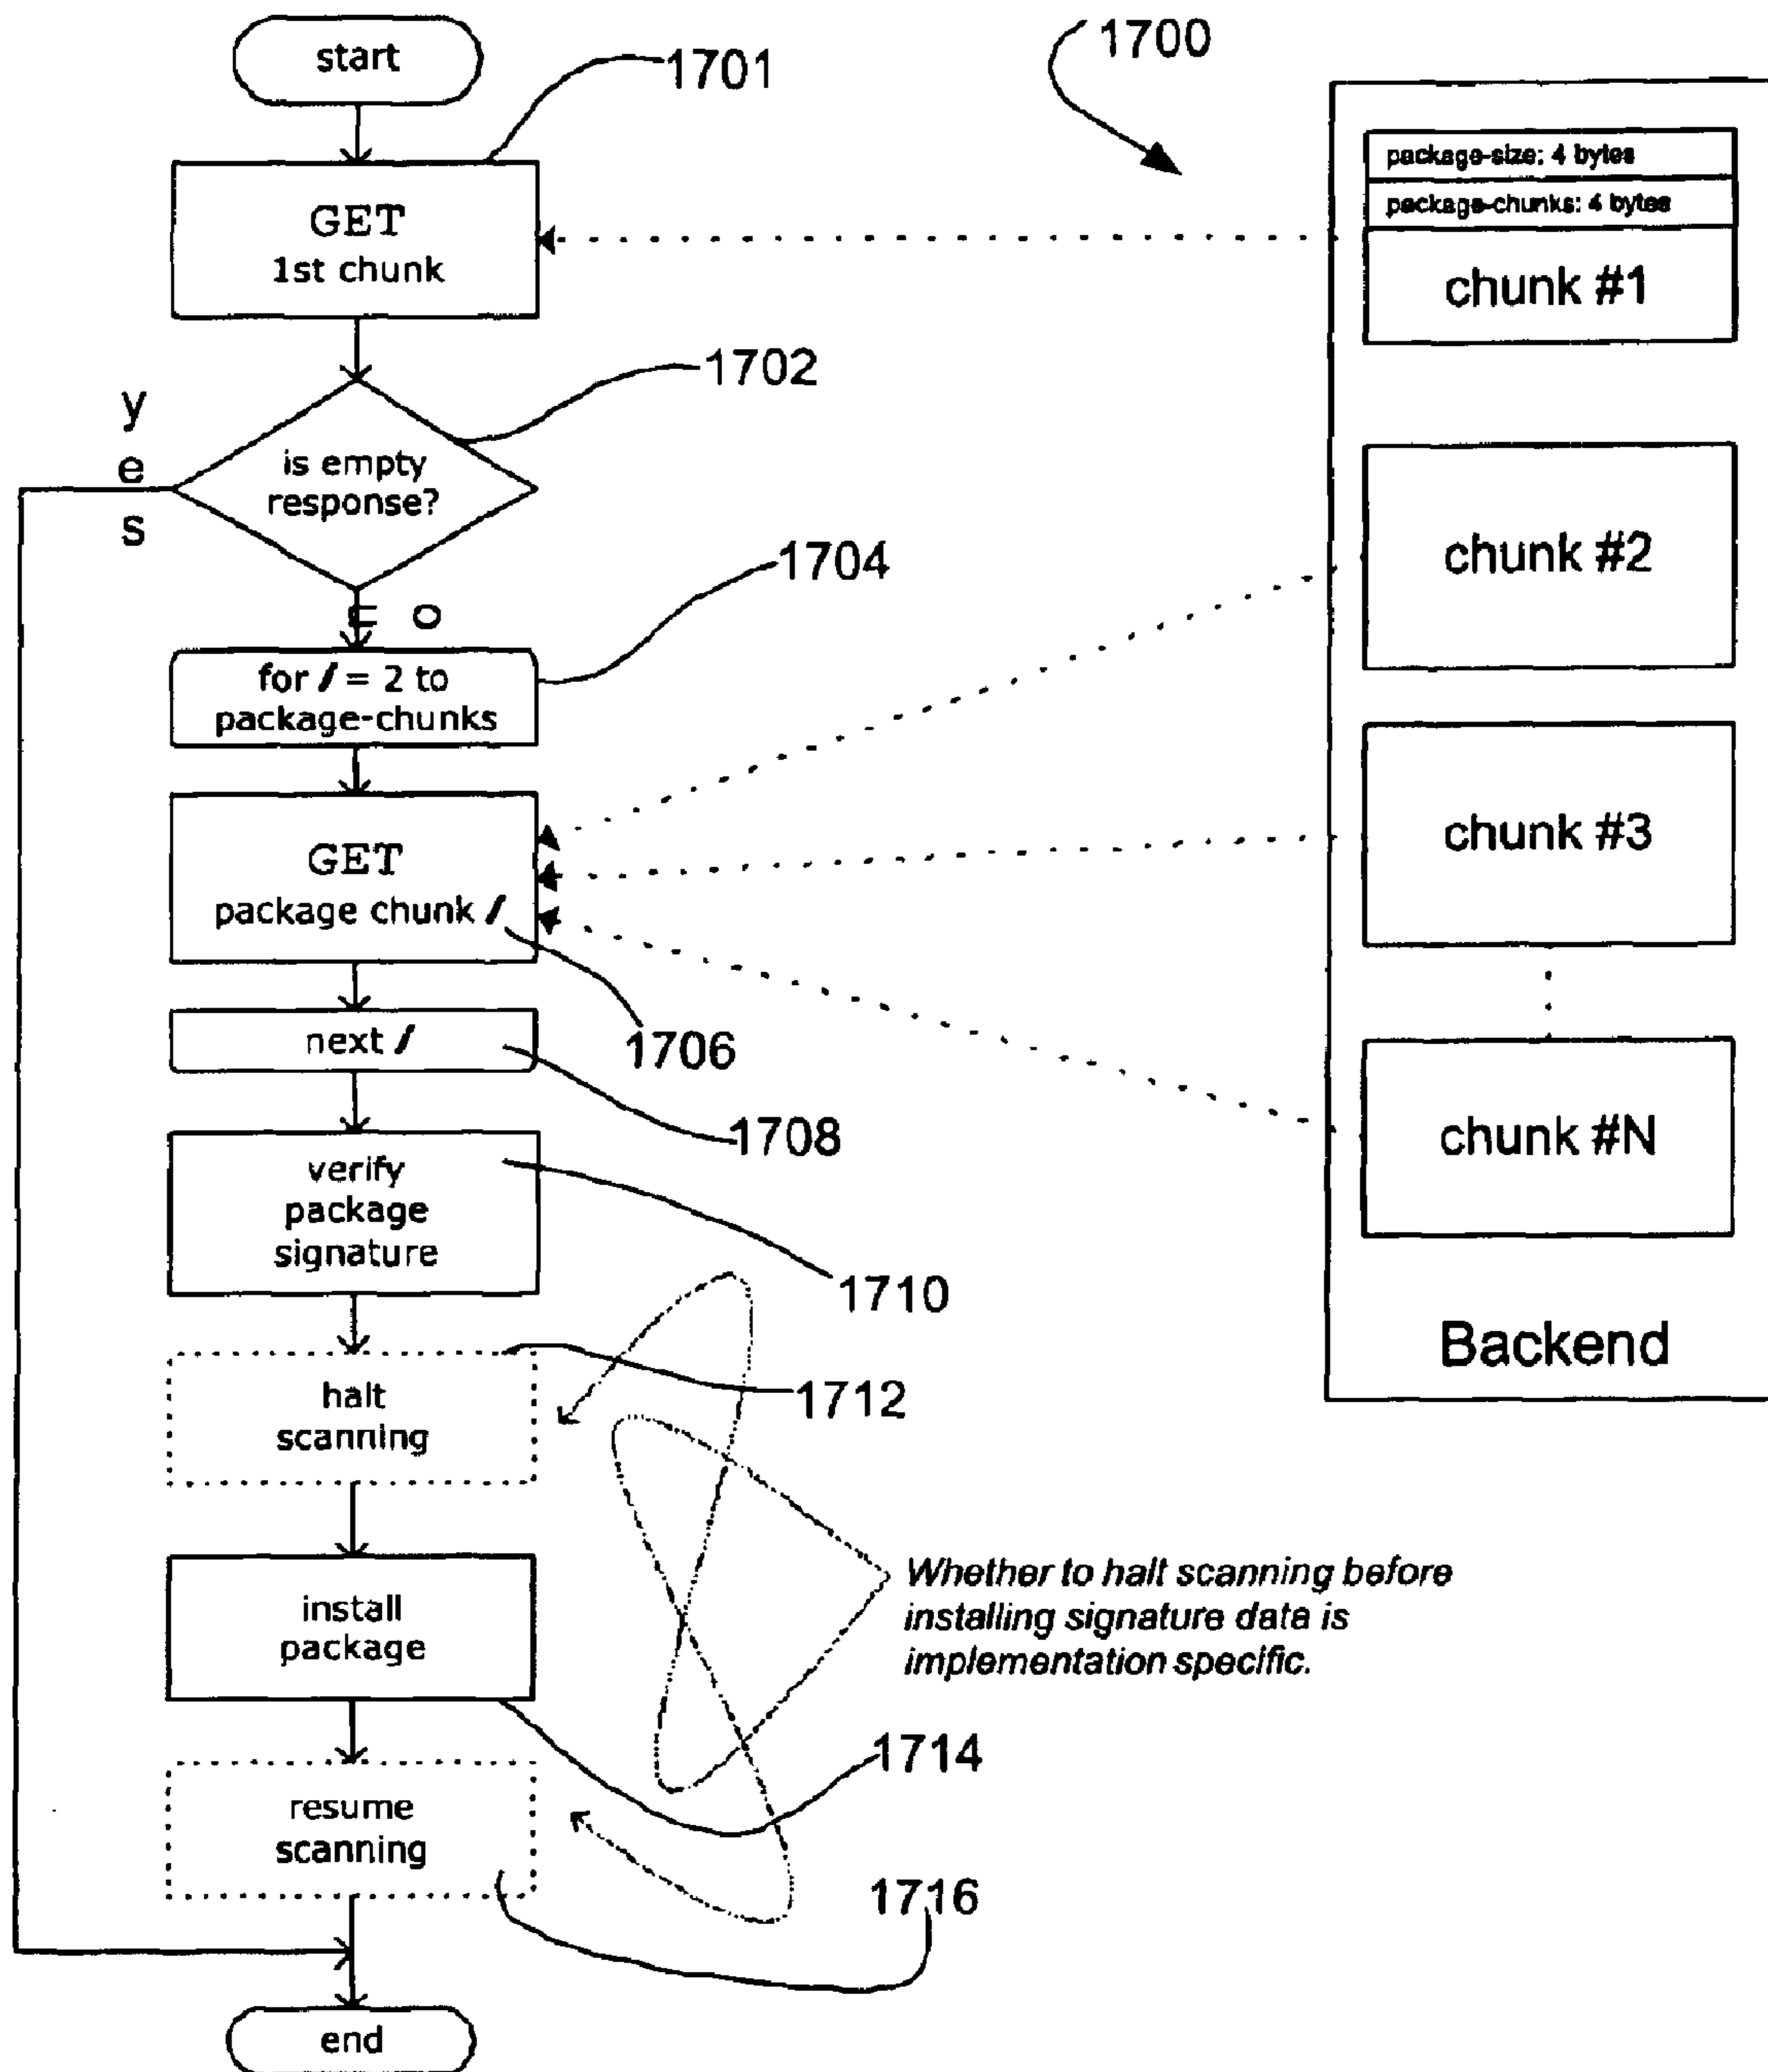 start
1701
1700
GET
1st chunk
package-size: 4 bytes
package-chunks: 4 bytes
chunk #1
1702
yes
is empty
response?
no
chunk #2
1704
for i = 2 to
package-chunks
GET
package chunk i
1706
chunk #3
next i
1708
chunk #N
verify
package
signature
1710
Backend
halt
scanning
1712
install
package
Whether to halt scanning before
installing signature data is
implementation specific.
1714
resume
scanning
1716
end